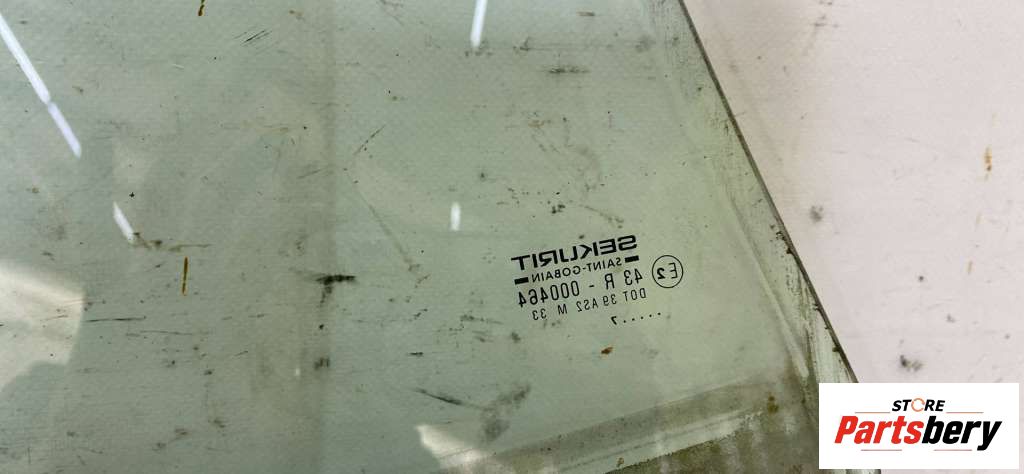 SEKURIT
SAINT-GOBAIN
E2
43 R - 000464
DOT 39 AS2 M 33
.....7
STORE
Partsbery